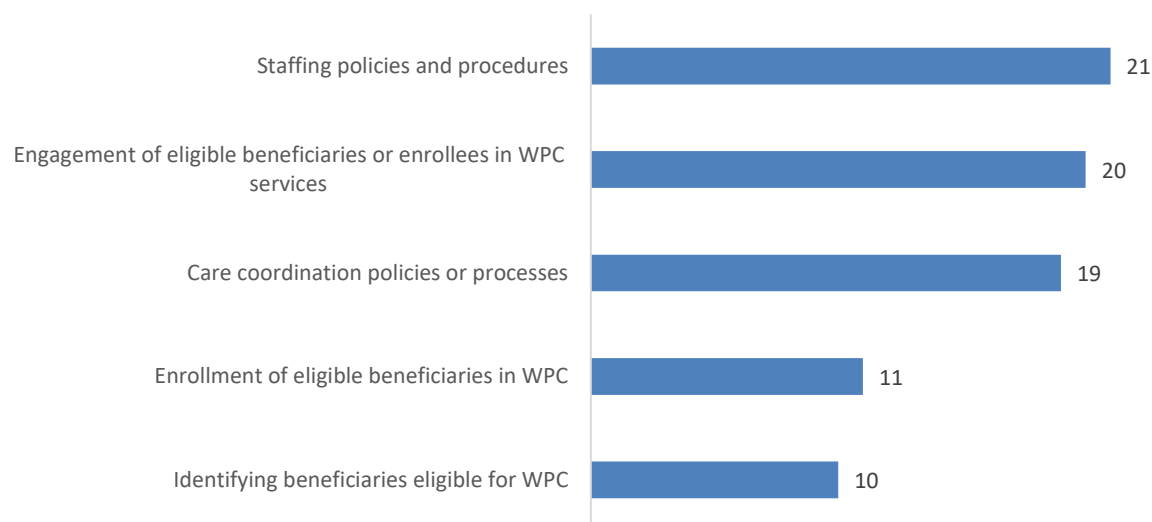 Staffing policies and procedures
21
Engagement of eligible beneficiaries or enrollees in WPC
services
20
Care coordination policies or processes
19
Enrollment of eligible beneficiaries in WPC
11
Identifying beneficiaries eligible for WPC
10